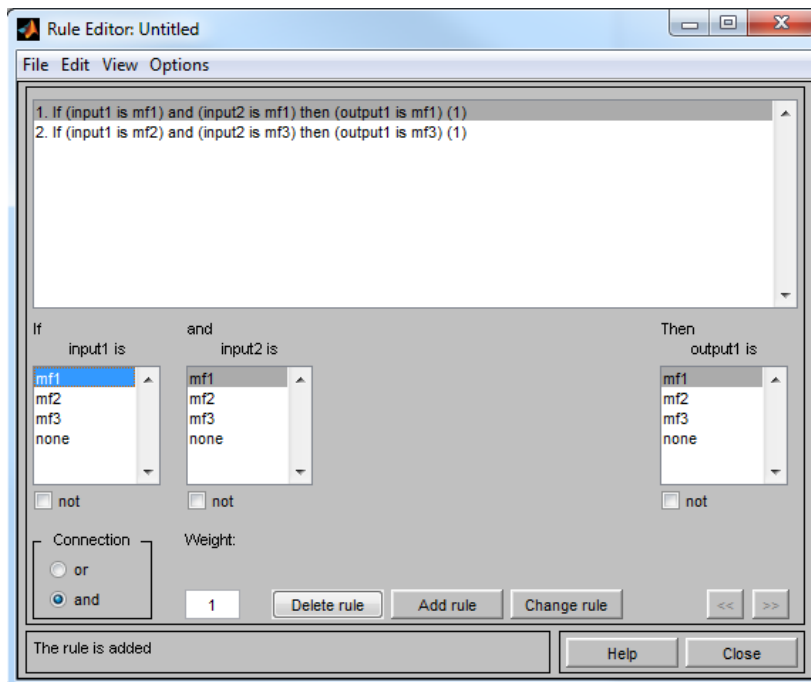 Rule Editor: Untitled
File Edit View Options
1. If (input1 is mf1) and (input2 is mf1) then (output1 is mf1) (1)
2. If (input1 is mf2) and (input2 is mf3) then (output1 is mf3) (1)
If and Then
input1 is input2 is output1 is
mf1 mf1 mf1
mf2 mf2 mf2
mf3 mf3 mf3
none none none
not not not
Connection Weight:
or
and 1 Delete rule Add rule Change rule << >>
The rule is added Help Close